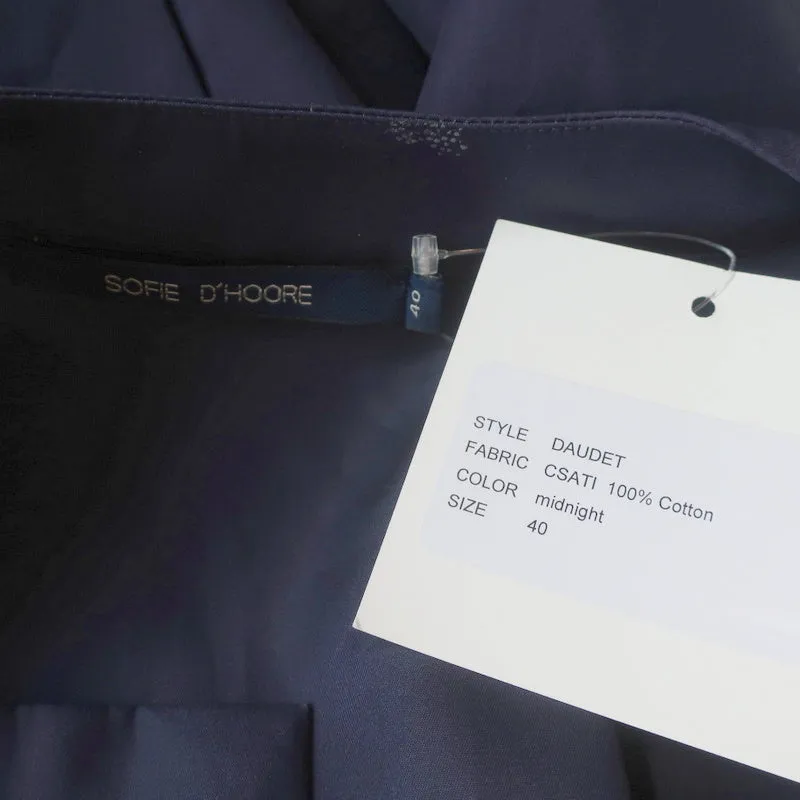 SOFIE D'HOORE
40
STYLE DAUDET
FABRIC CSATI 100% Cotton
COLOR midnight
SIZE 40